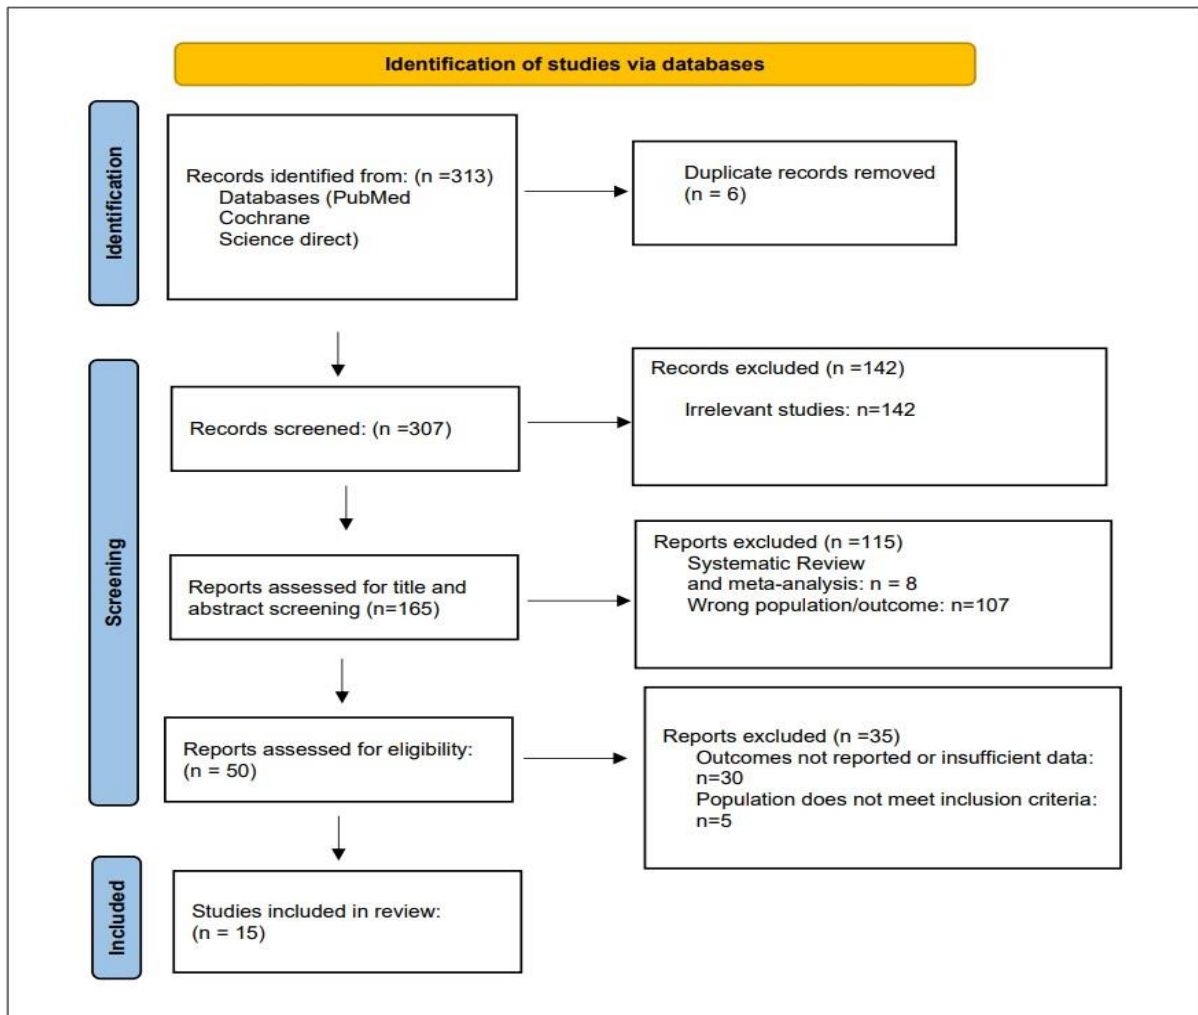 Identification of studies via databases
Identification
Records identified from: (n =313)
Databases (PubMed
Cochrane
Science direct)
Duplicate records removed
(n = 6)
Screening
Records screened: (n =307)
Records excluded (n =142)
Irrelevant studies: n=142
Reports assessed for title and
abstract screening (n=165)
Reports excluded (n =115)
Systematic Review
and meta-analysis: n = 8
Wrong population/outcome: n=107
Reports assessed for eligibility:
(n = 50)
Reports excluded (n =35)
Outcomes not reported or insufficient data:
n=30
Population does not meet inclusion criteria:
n=5
Included
Studies included in review:
(n = 15)